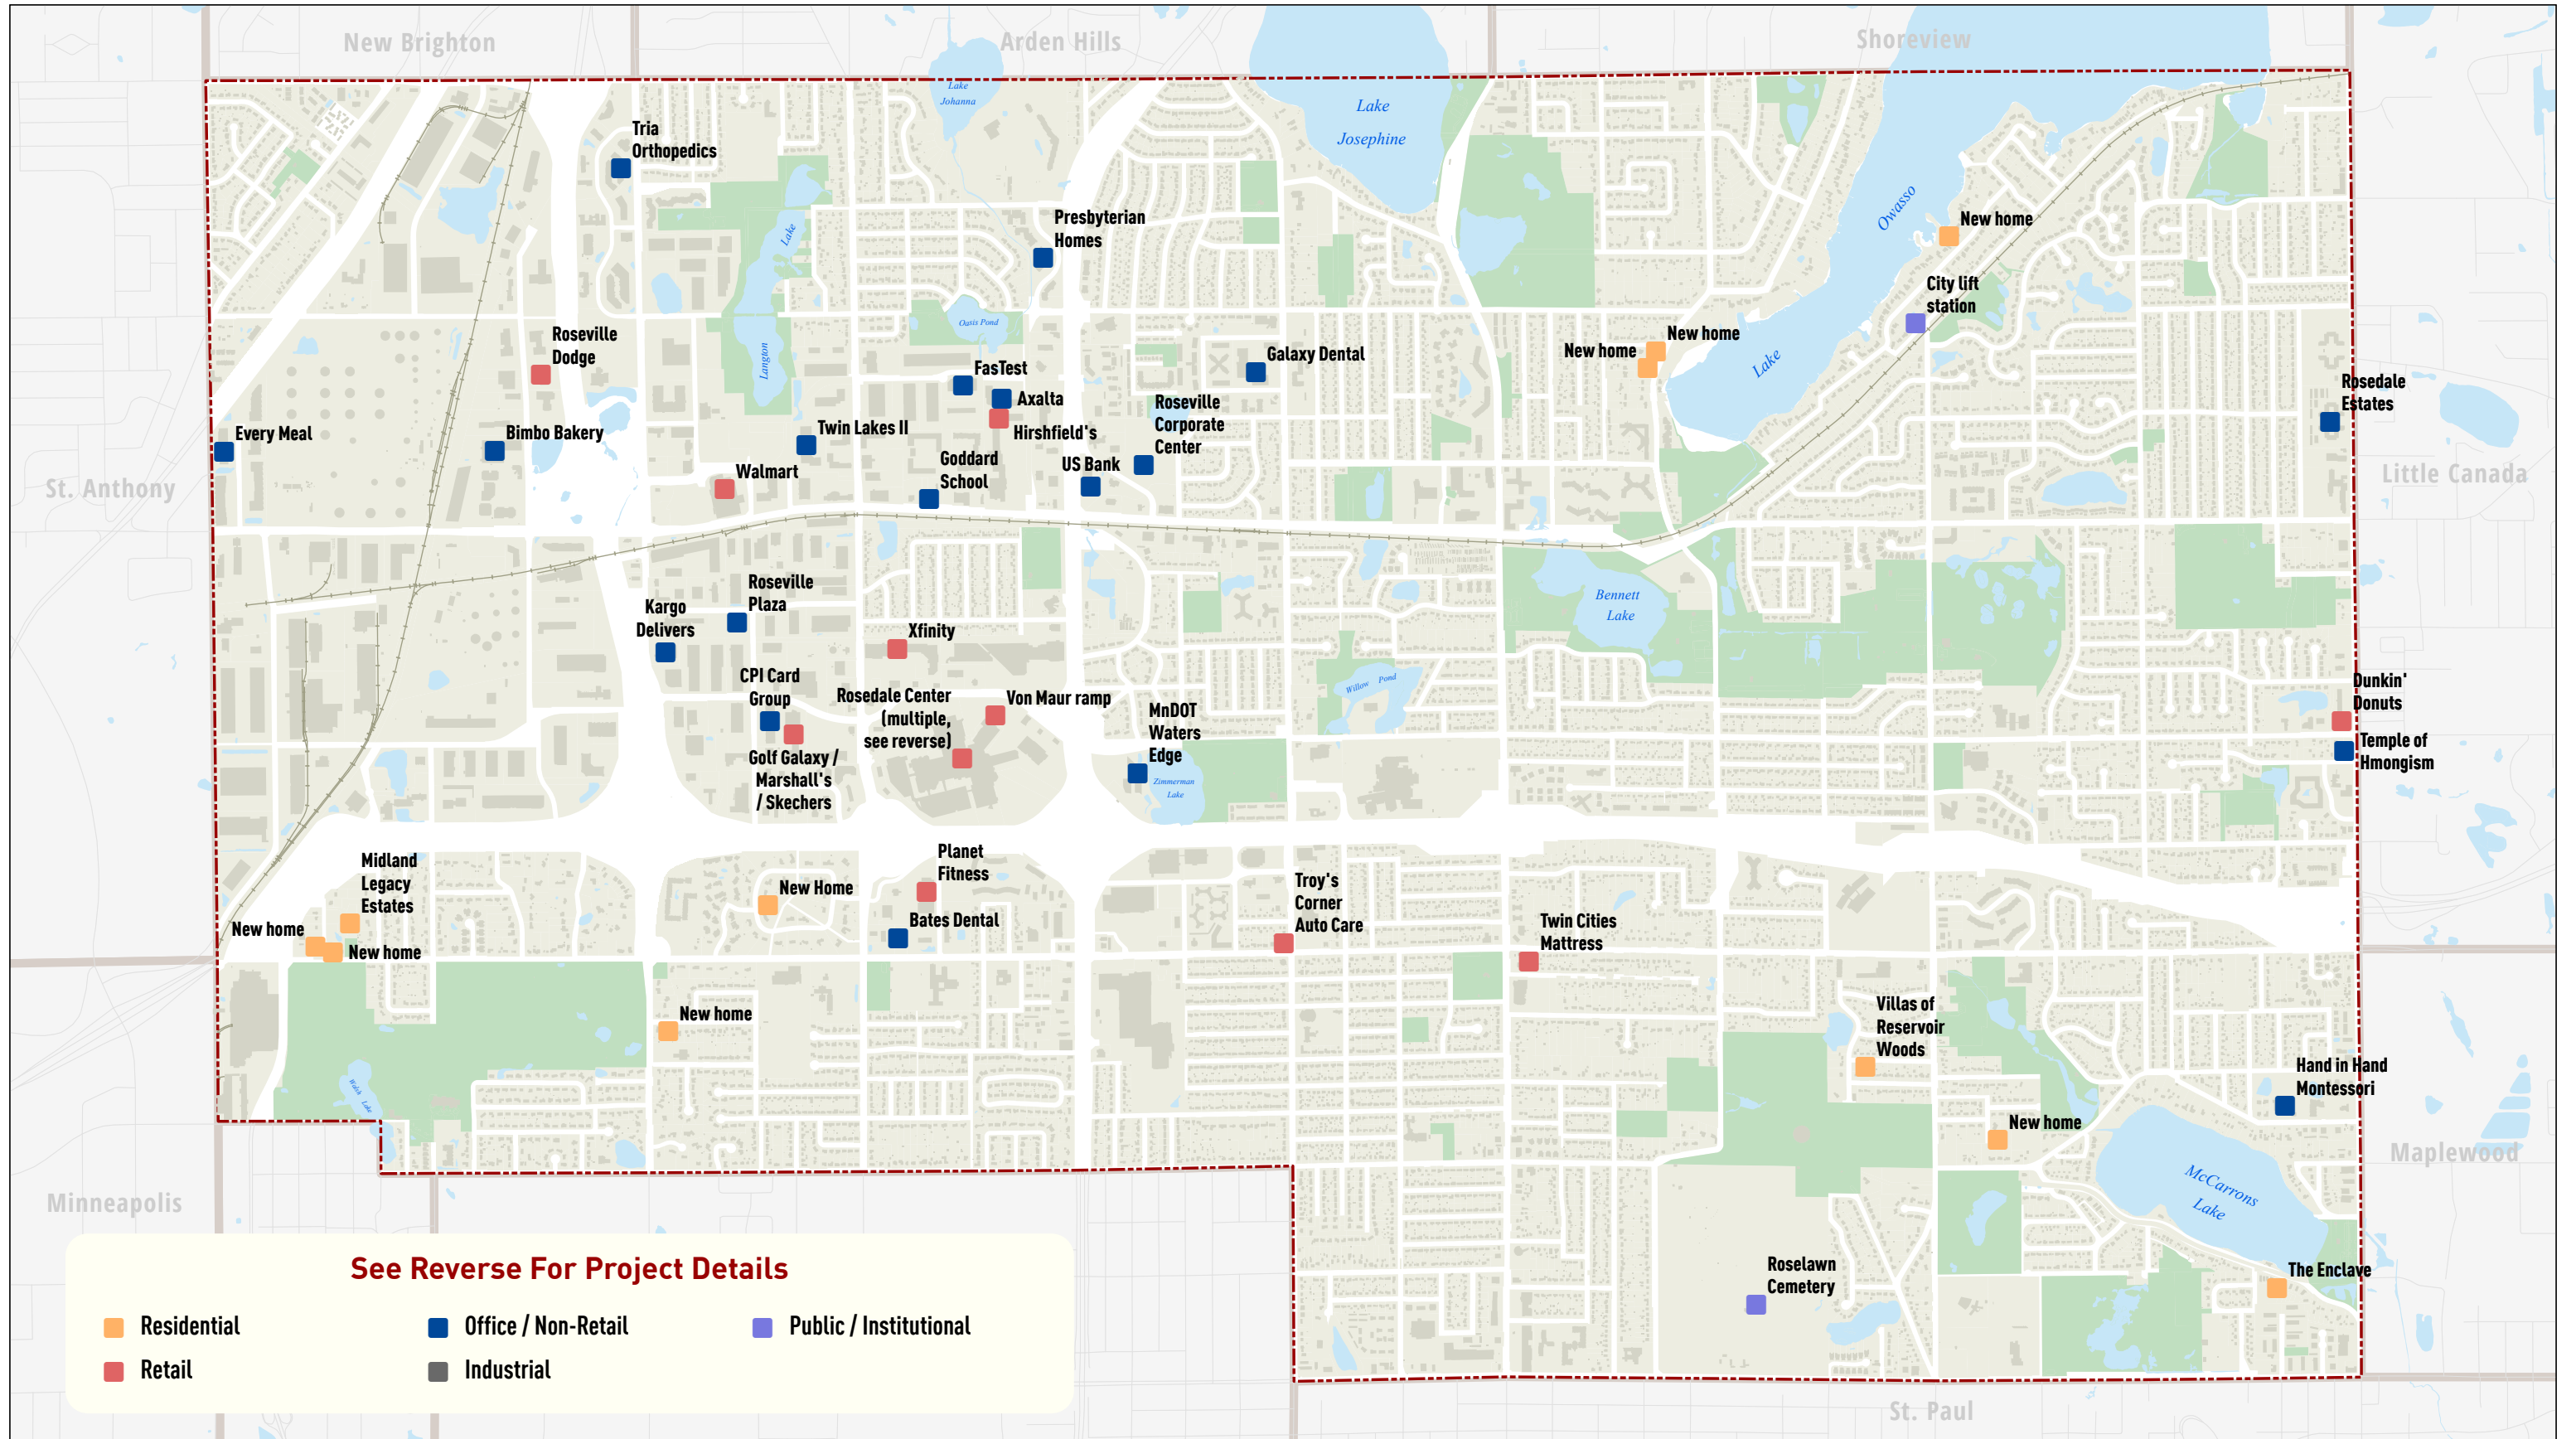 New Brighton
Arden Hills
Shoreview
Lake
Johanna
Lake
Josephine
Tria
Orthopedics
Presbyterian
Homes
Lake
Owasso
New home
City lift
station
Oasis Pond
Roseville
Dodge
Langton
New home
New home
Lake
FasTest
Galaxy Dental
Axalta
Hirshfield's
Roseville
Corporate
Center
Rosedale
Estates
Every Meal
Bimbo Bakery
Twin Lakes II
Walmart
Goddard
School
US Bank
St. Anthony
Little Canada
Roseville
Plaza
Kargo
Delivers
Xfinity
Bennett
Lake
CPI Card
Group
Rosedale Center
(multiple,
see reverse)
Von Maur ramp
Willow Pond
MnDOT
Waters
Edge
Zimmerman
Lake
Dunkin'
Donuts
Temple of
Hmongism
Golf Galaxy /
Marshall's
/ Skechers
Midland
Legacy
Estates
New Home
Planet
Fitness
Bates Dental
Troy's
Corner
Auto Care
Twin Cities
Mattress
New home
New home
New home
Villas of
Reservoir
Woods
Hand in Hand
Montessori
Walsh Lake
New home
Maplewood
McCarrons
Lake
Minneapolis
Roselawn
Cemetery
The Enclave
See Reverse For Project Details
Residential
Office / Non-Retail
Public / Institutional
Retail
Industrial
St. Paul